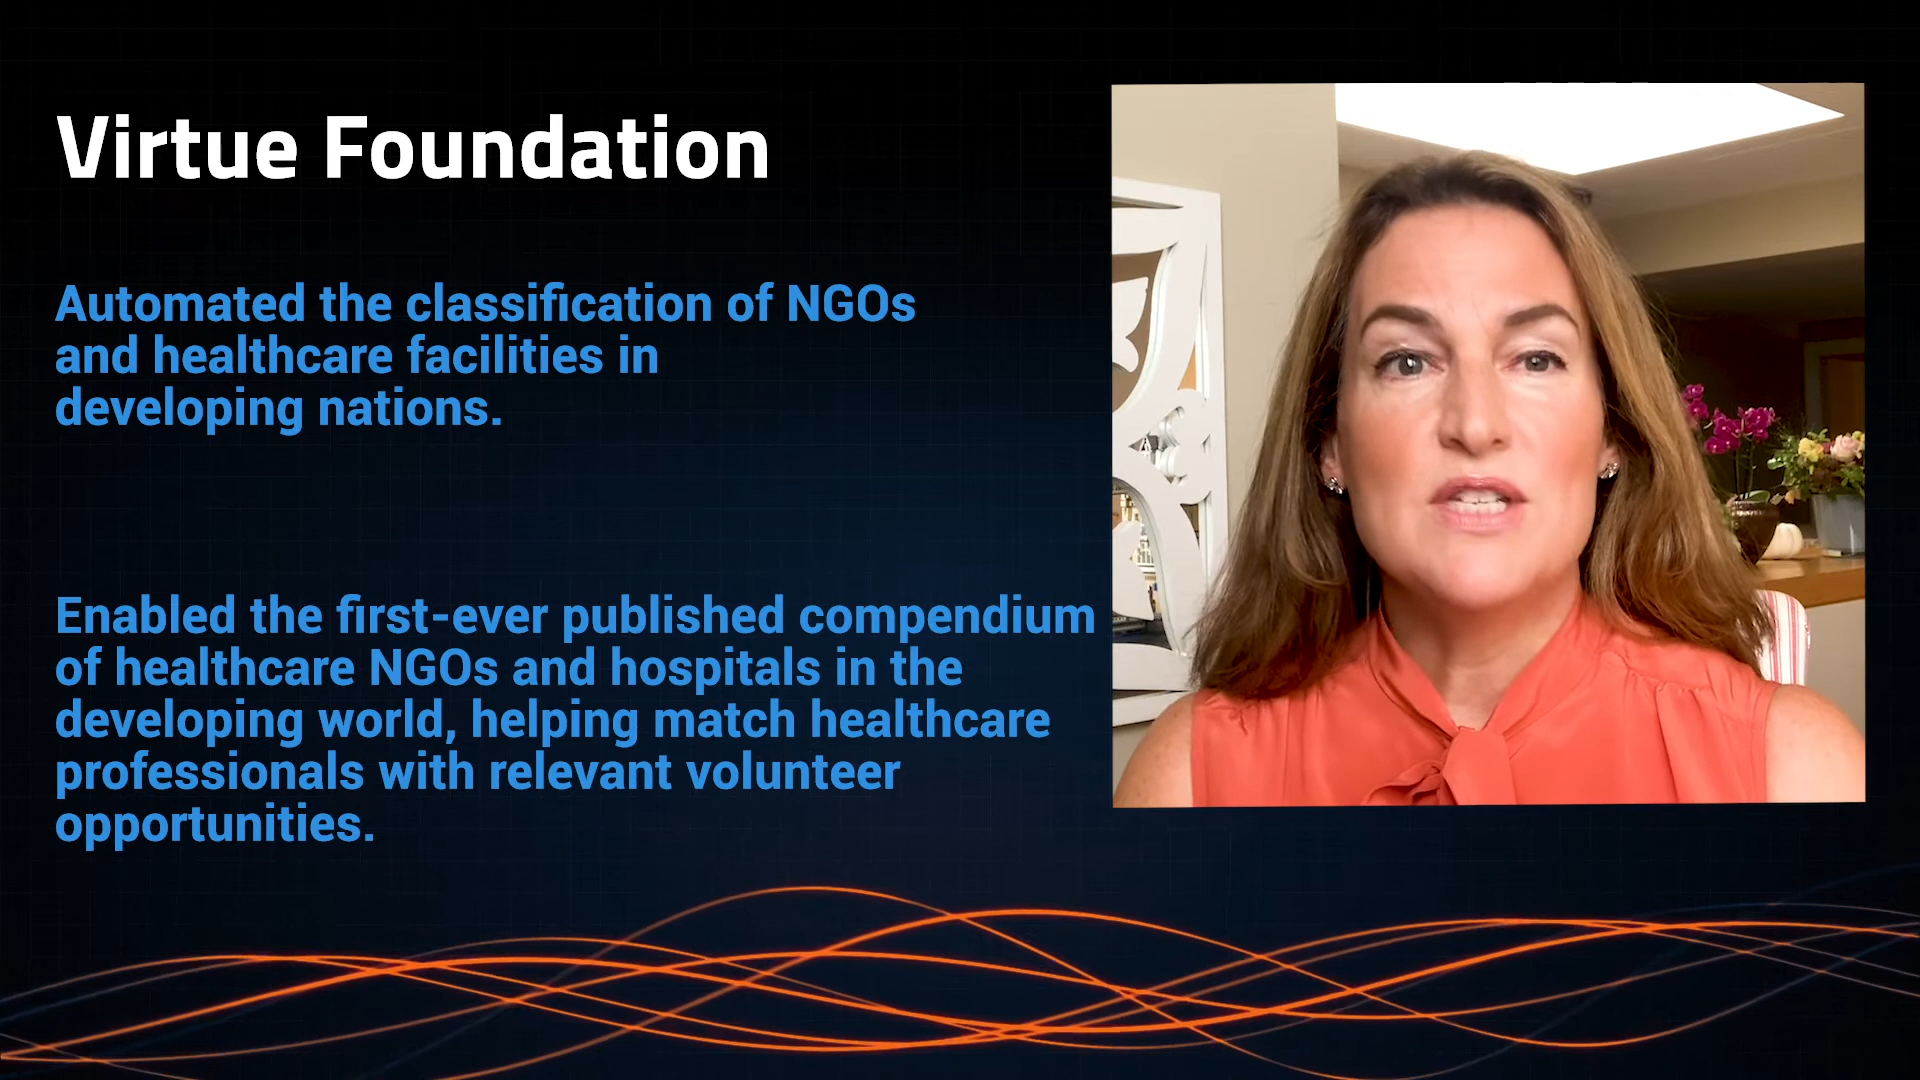 Virtue Foundation
Automated the classification of NGOs
and healthcare facilities in
developing nations.
Enabled the first-ever published compendium
of healthcare NGOs and hospitals in the
developing world, helping match healthcare
professionals with relevant volunteer
opportunities.